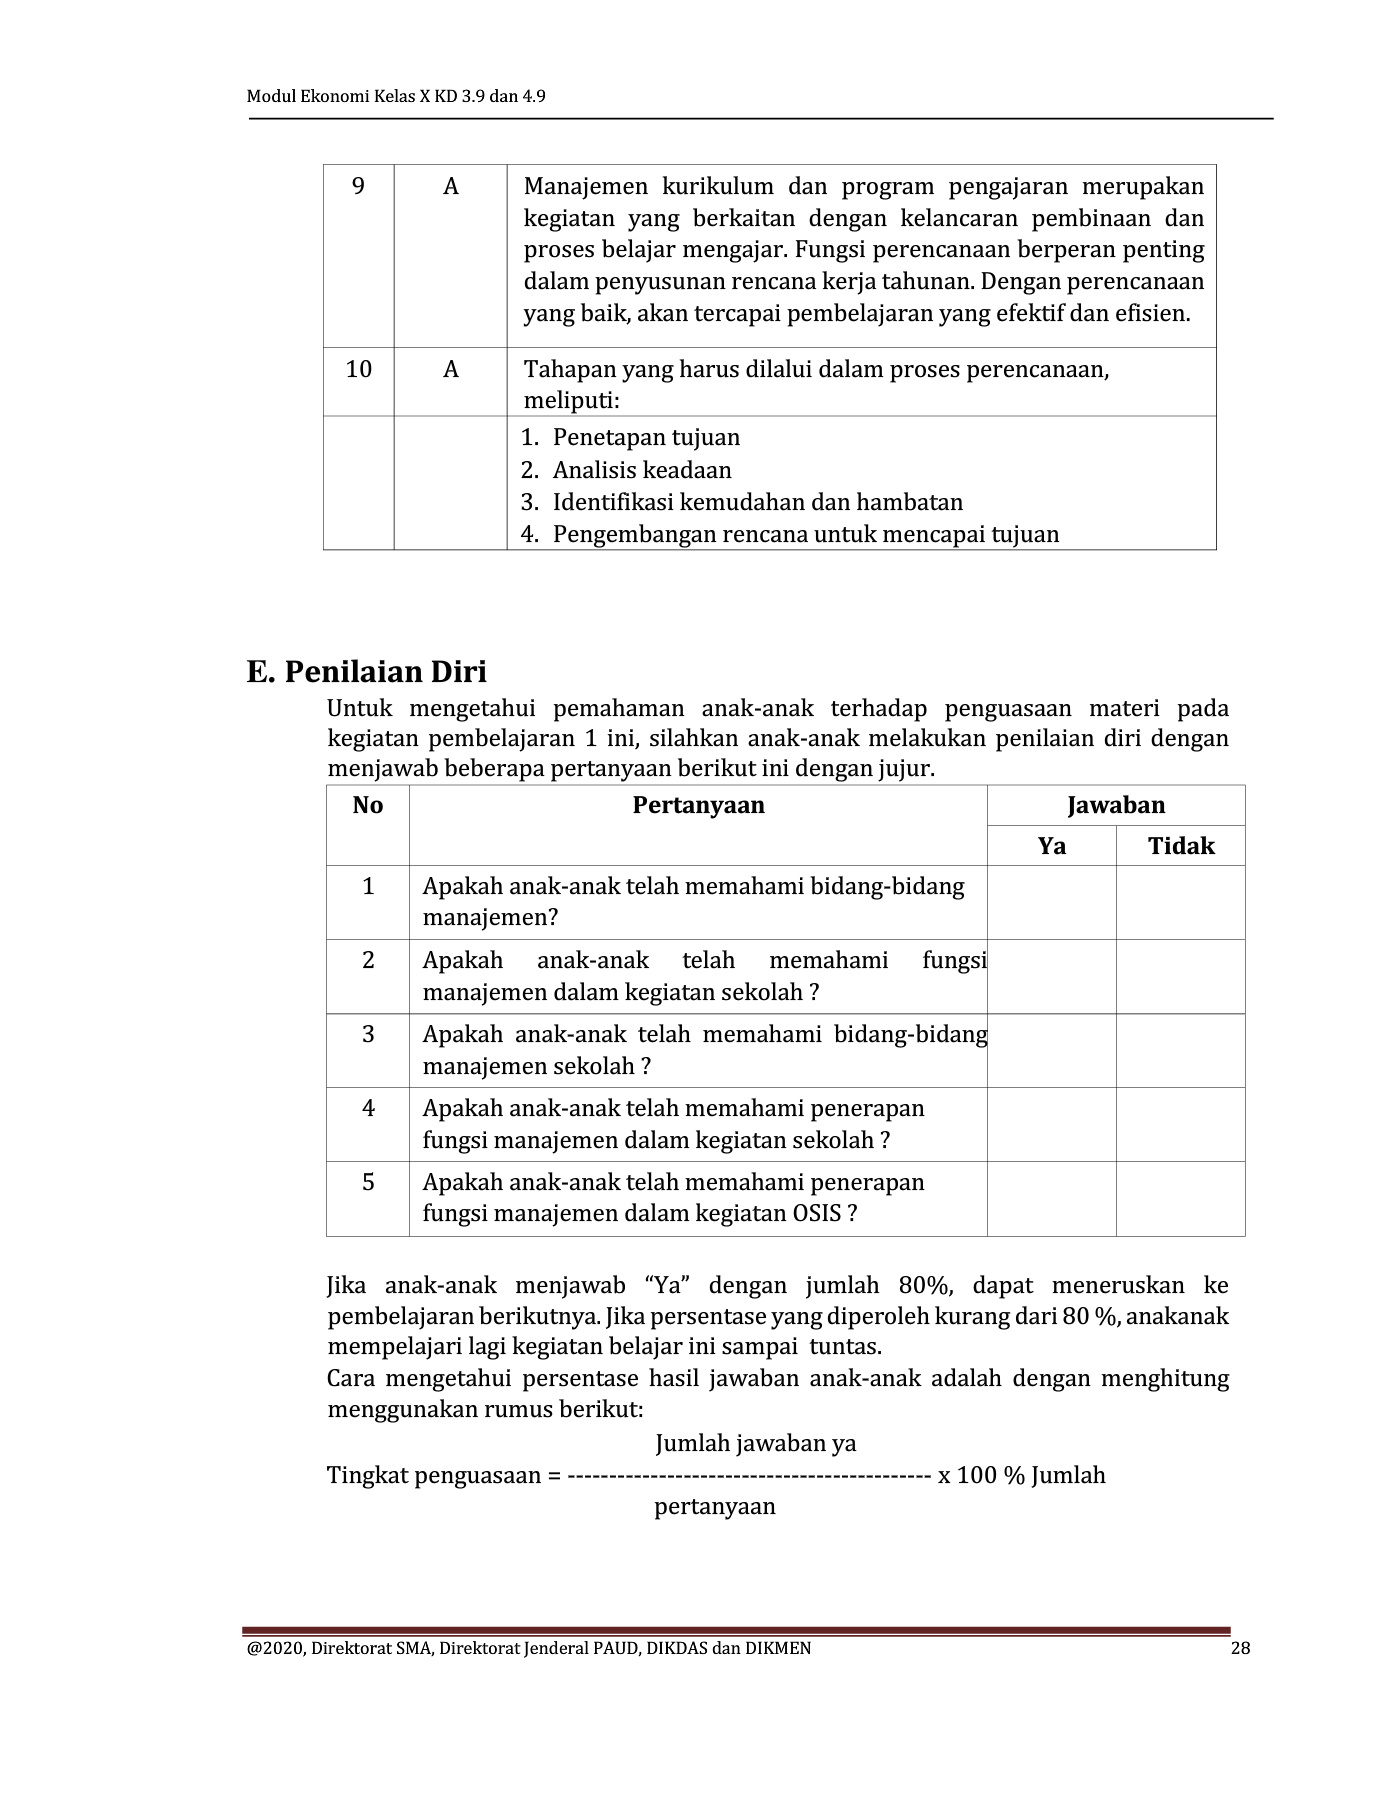 Modul Ekonomi Kelas X KD 3.9 dan 4.9
9 A Manajemen kurikulum dan program pengajaran merupakan
kegiatan yang berkaitan dengan kelancaran pembinaan dan
proses belajar mengajar. Fungsi perencanaan berperan penting
dalam penyusunan rencana kerja tahunan. Dengan perencanaan
yang baik, akan tercapai pembelajaran yang efektif dan efisien.
10 A Tahapan yang harus dilalui dalam proses perencanaan,
meliputi:
1. Penetapan tujuan
2. Analisis keadaan
3. Identifikasi kemudahan dan hambatan
4. Pengembangan rencana untuk mencapai tujuan
E. Penilaian Diri
Untuk mengetahui pemahaman anak-anak terhadap penguasaan materi pada
kegiatan pembelajaran 1 ini, silahkan anak-anak melakukan penilaian diri dengan
menjawab beberapa pertanyaan berikut ini dengan jujur.
No Pertanyaan Jawaban
Ya Tidak
1 Apakah anak-anak telah memahami bidang-bidang
manajemen?
2 Apakah anak-anak telah memahami fungsi
manajemen dalam kegiatan sekolah ?
3 Apakah anak-anak telah memahami bidang-bidang
manajemen sekolah ?
4 Apakah anak-anak telah memahami penerapan
fungsi manajemen dalam kegiatan sekolah ?
5 Apakah anak-anak telah memahami penerapan
fungsi manajemen dalam kegiatan OSIS ?
Jika anak-anak menjawab “Ya” dengan jumlah 80%, dapat meneruskan ke
pembelajaran berikutnya. Jika persentase yang diperoleh kurang dari 80 %, anakanak
mempelajari lagi kegiatan belajar ini sampai tuntas.
Cara mengetahui persentase hasil jawaban anak-anak adalah dengan menghitung
menggunakan rumus berikut:
Jumlah jawaban ya
Tingkat penguasaan = -------------------------------------------- x 100 % Jumlah
pertanyaan
@2020, Direktorat SMA, Direktorat Jenderal PAUD, DIKDAS dan DIKMEN 28